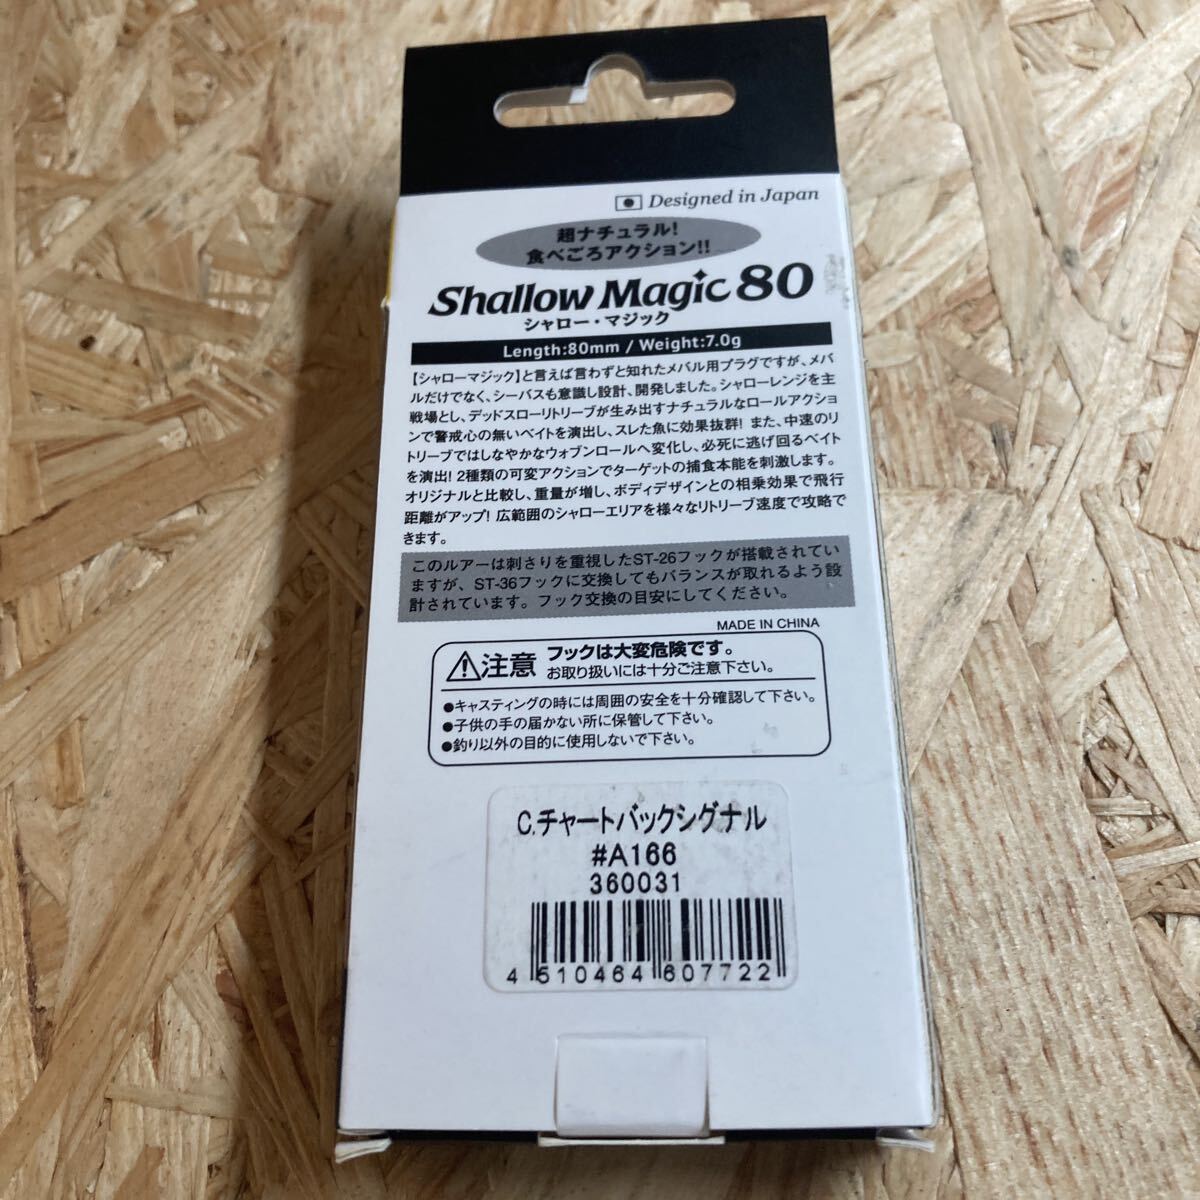 Designed in Japan
超ナチュラル!
食べごろアクション!!
Shallow Magic 80
シャロー・マジック
Length:80mm / Weight:7.0g
【シャローマジック】と言えば言わずと知れたメバル用プラグですが、メバ
ルだけでなく、シーバスも意識し設計、開発しました。シャローレンジを主
戦場とし、デッドスローリトリーブが生み出すナチュラルなロールアクショ
ンで警戒心の無いベイトを演出し、スレた魚に効果抜群! また、中速のリ
トリーブではしなやかなウォブンロールへ変化し、必死に逃げ回るベイト
を演出! 2種類の可変アクションでターゲットの捕食本能を刺激します。
オリジナルと比較し、重量が増し、ボディデザインとの相乗効果で飛行
距離がアップ! 広範囲のシャローエリアを様々なリトリーブ速度で攻略で
きます。
このルアーは刺さりを重視したST-26フックが搭載されてい
ますが、ST-36フックに交換してもバランスが取れるよう設
計されています。フック交換の目安にしてください。
MADE IN CHINA
注意 フックは大変危険です。
お取り扱いには十分ご注意下さい。
●キャスティングの時には周囲の安全を十分確認して下さい。
●子供の手の届かない所に保管して下さい。
●釣り以外の目的に使用しないで下さい。
C.チャートバックシグナル
#A166
360031
4 510464 607722